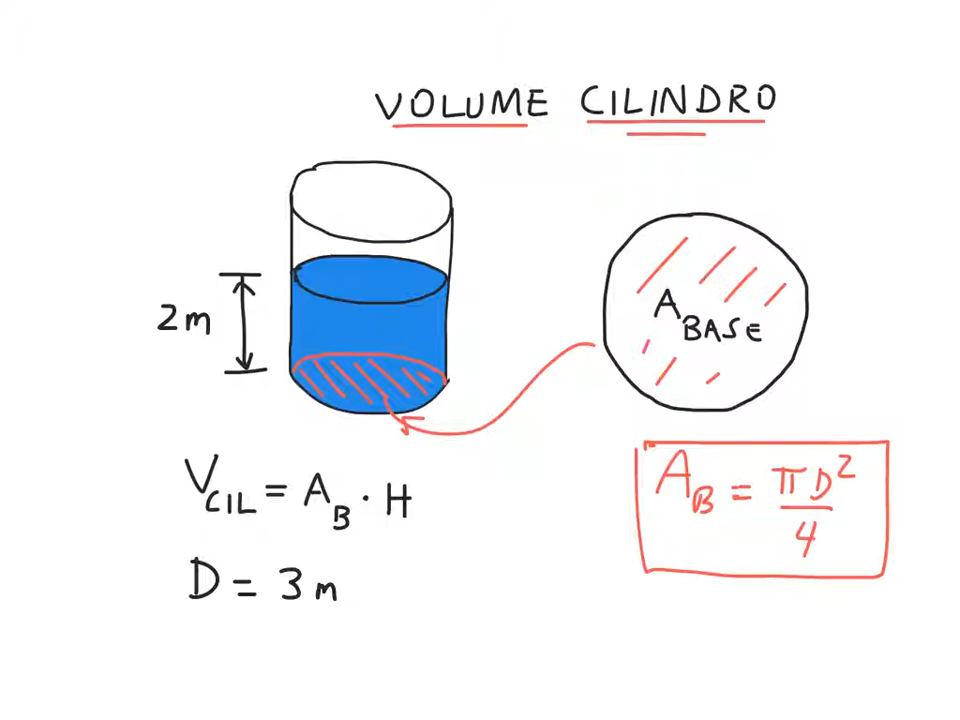 VOLUME CILINDRO
2m
A BASE
V CIL = A B · H
A B = πD² / 4
D = 3 m